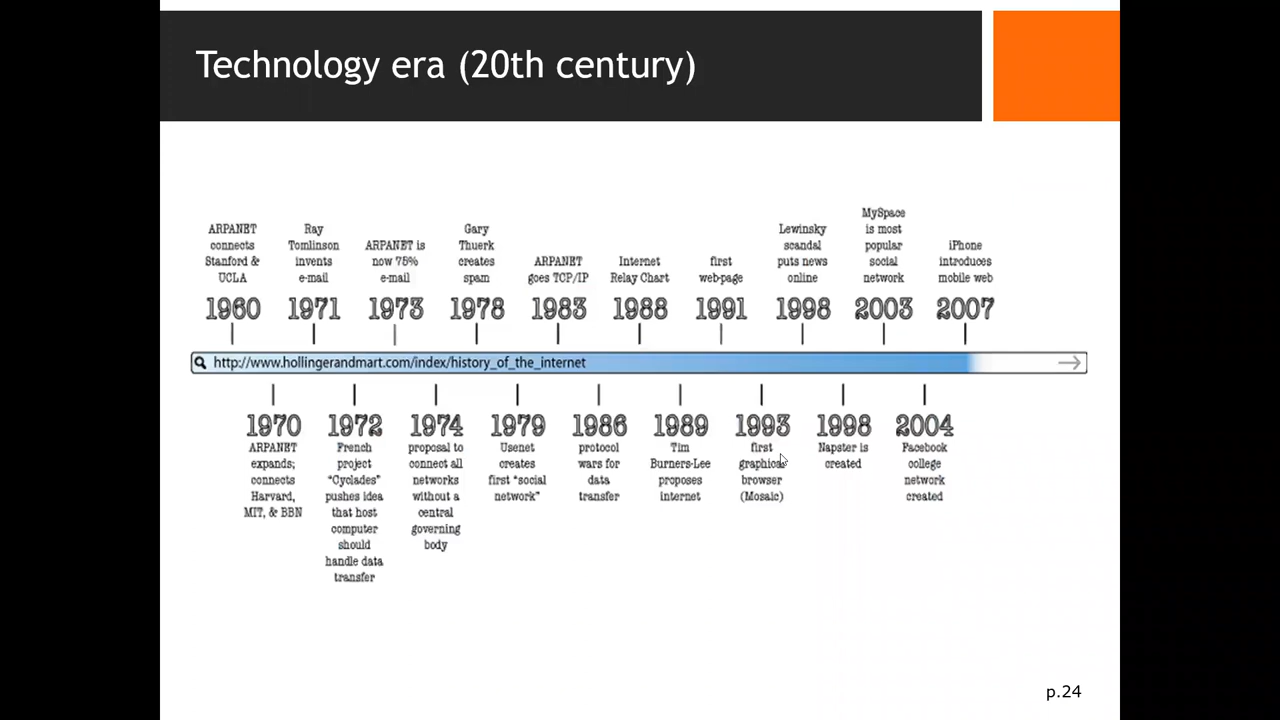 Technology era (20th century)
ARPANET
connects
Stanford &
UCLA
1960
Ray
Tomlinson
invents
e-mail
1971
ARPANET is
now 75%
e-mail
1973
Gary
Thuerk
creates
spam
1978
ARPANET
goes TCP/IP
1983
Internet
Relay Chart
1988
first
web-page
1991
Lewinsky
scandal
puts news
online
1998
MySpace
is most
popular
social
network
2003
iPhone
introduces
mobile web
2007
http://www.hollingerandmart.com/index/history_of_the_internet
1970
ARPANET
expands;
connects
Harvard,
MIT, & BBN
1972
French
project
"Cyclades"
pushes idea
that host
computer
should
handle data
transfer
1974
proposal to
connect all
networks
without a
central
governing
body
1979
Usenet
creates
first "social
network"
1986
protocol
wars for
data
transfer
1989
Tim
Burners-Lee
proposes
internet
1993
first
graphical
browser
(Mosaic)
1998
Napster is
created
2004
Facebook
college
network
created
p.24